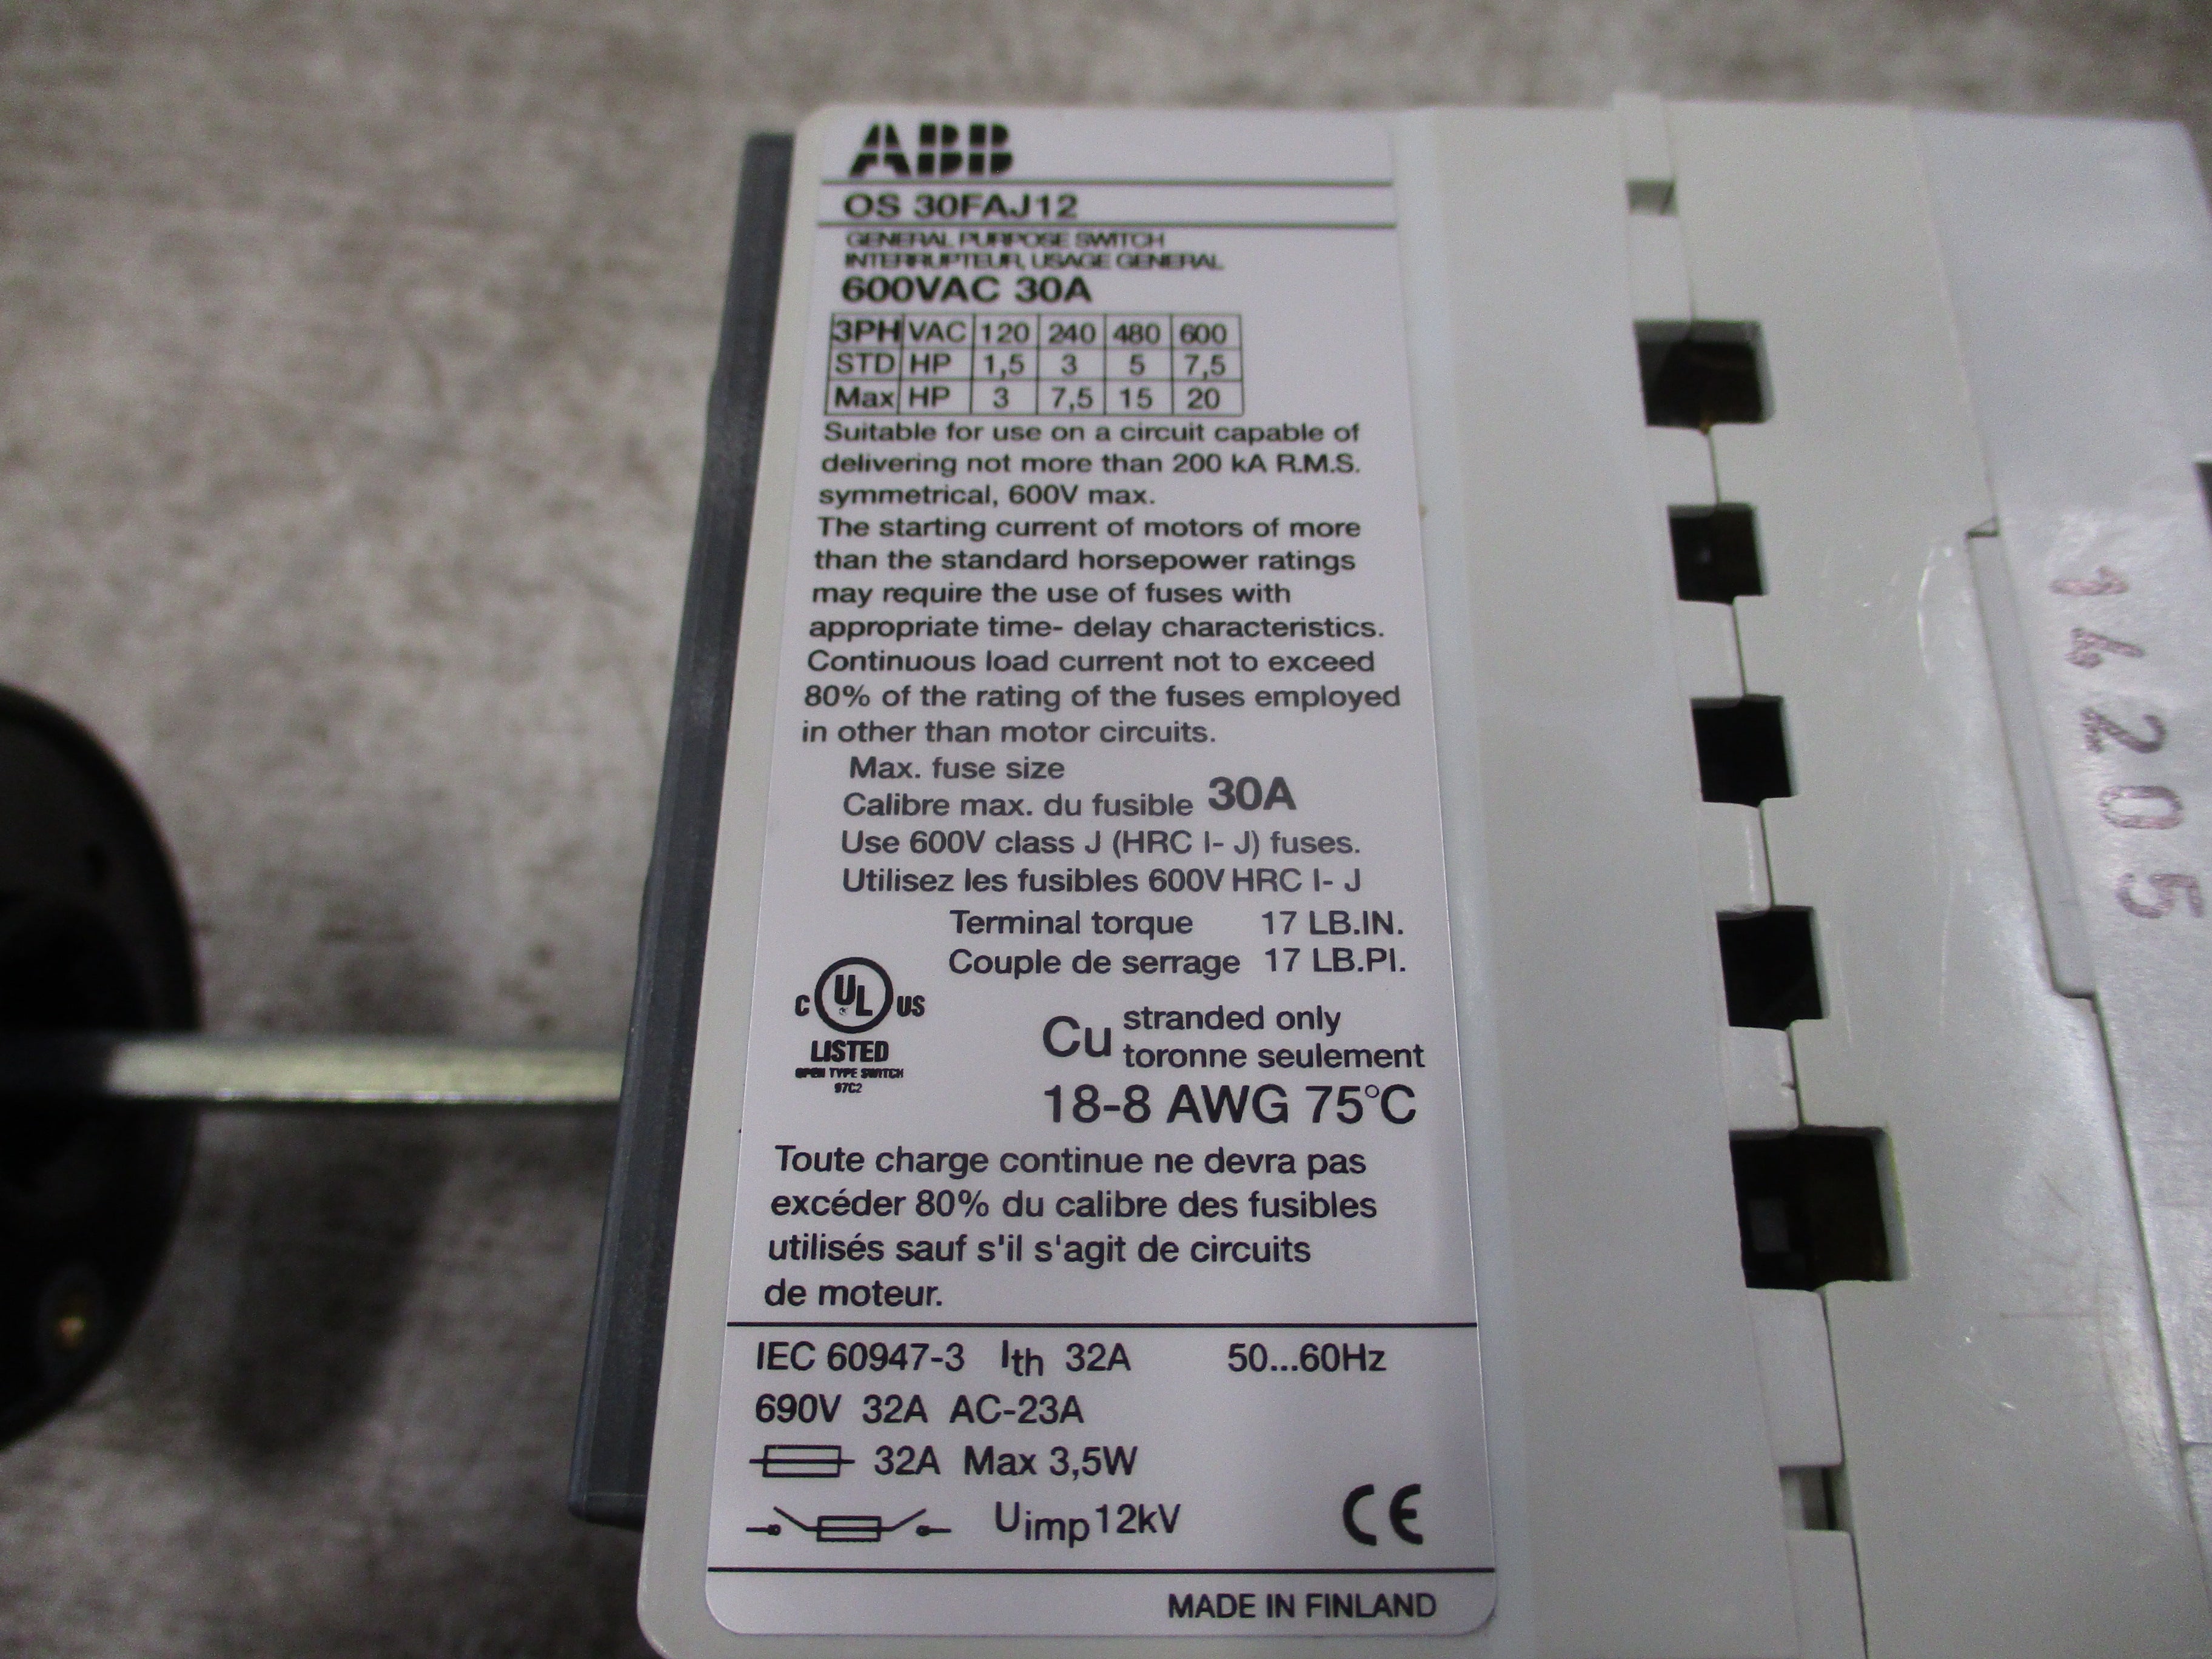 ABB
OS 30FAJ12
GENERAL PURPOSE SWITCH
INTERRUPTEUR, USAGE GENERAL
600VAC 30A
3PH VAC 120 240 480 600
STD HP 1,5 3 5 7,5
Max HP 3 7,5 15 20
Suitable for use on a circuit capable of
delivering not more than 200 kA R.M.S.
symmetrical, 600V max.
The starting current of motors of more
than the standard horsepower ratings
may require the use of fuses with
appropriate time- delay characteristics.
Continuous load current not to exceed
80% of the rating of the fuses employed
in other than motor circuits.
Max. fuse size
Calibre max. du fusible 30A
Use 600V class J (HRC I- J) fuses.
Utilisez les fusibles 600V HRC I- J
Terminal torque 17 LB.IN.
Couple de serrage 17 LB.PI.
C UL US
LISTED
OPEN TYPE SWITCH
97C2
Cu stranded only
toronne seulement
18-8 AWG 75°C
Toute charge continue ne devra pas
excéder 80% du calibre des fusibles
utilisés sauf s'il s'agit de circuits
de moteur.
IEC 60947-3 Ith 32A 50...60Hz
690V 32A AC-23A
32A Max 3,5W
Uimp 12kV CE
MADE IN FINLAND
14205